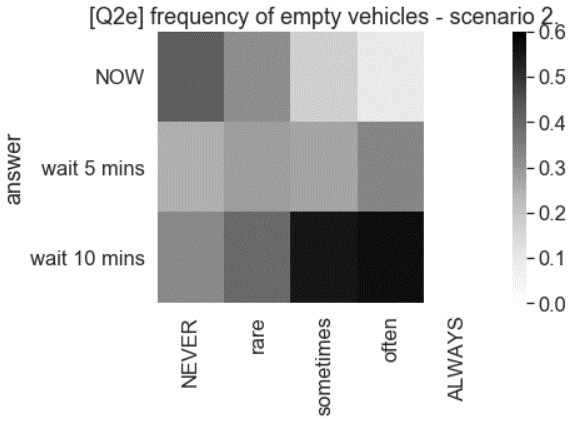 [Q2e] frequency of empty vehicles - scenario 2.
NOW
wait 5 mins
wait 10 mins
answer
NEVER
rare
sometimes
often
ALWAYS
0.6
0.5
0.4
0.3
0.2
0.1
0.0